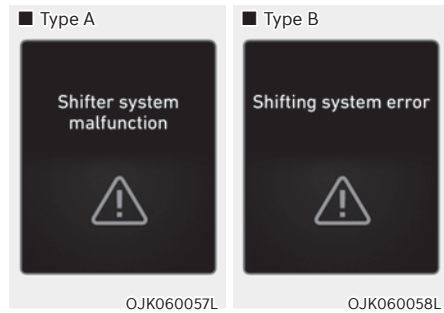 ■ Type A
Shifter system
malfunction
OJK060057L
■ Type B
Shifting system error
OJK060058L